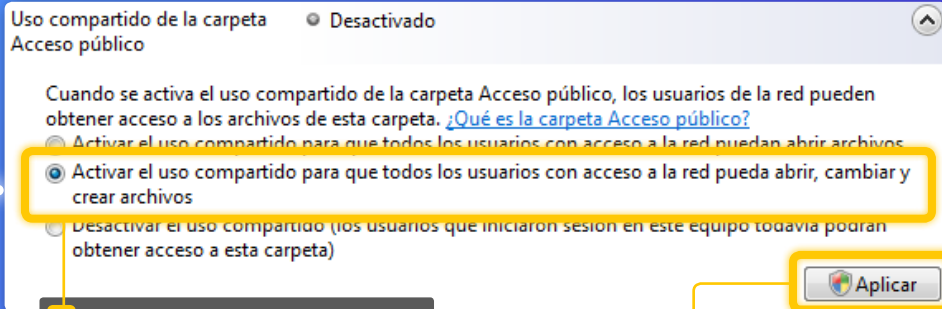 Uso compartido de la carpeta Desactivado
Acceso público
Cuando se activa el uso compartido de la carpeta Acceso público, los usuarios de la red pueden
obtener acceso a los archivos de esta carpeta. ¿Qué es la carpeta Acceso público?
Activar el uso compartido para que todos los usuarios con acceso a la red puedan abrir archivos
Activar el uso compartido para que todos los usuarios con acceso a la red pueda abrir, cambiar y
crear archivos
Desactivar el uso compartido (los usuarios que iniciaron sesión en este equipo todavía podrán
obtener acceso a esta carpeta)
Aplicar